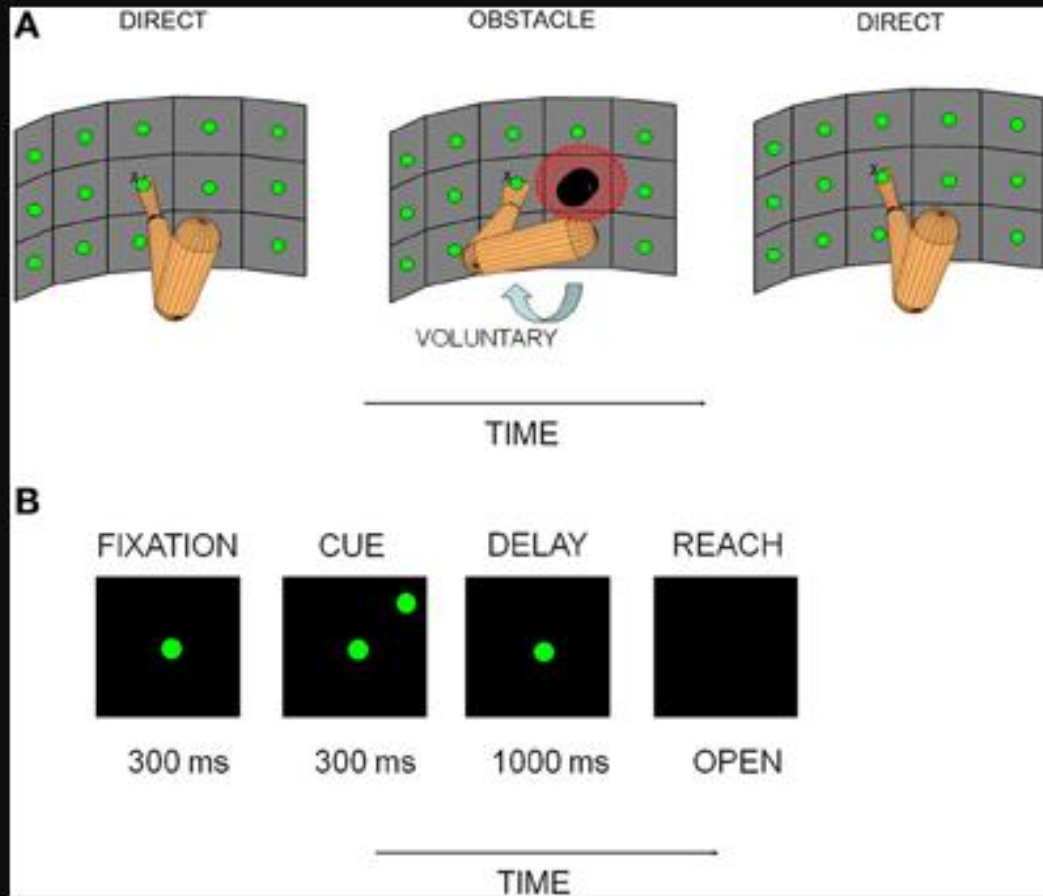 A
DIRECT OBSTACLE DIRECT
X X X
VOLUNTARY
TIME
B
FIXATION CUE DELAY REACH
300 ms 300 ms 1000 ms OPEN
TIME